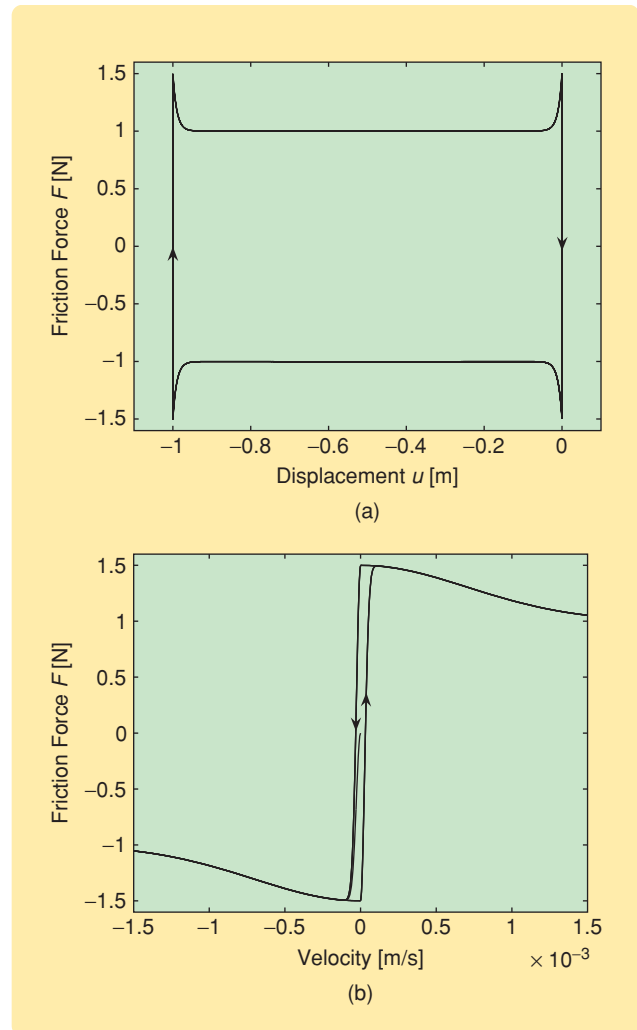 1.5
1
0.5
0
−0.5
−1
−1.5
Friction Force F [N]
−1 −0.8 −0.6 −0.4 −0.2 0
Displacement u [m]
(a)
1.5
1
0.5
0
−0.5
−1
−1.5
Friction Force F [N]
−1.5 −1 −0.5 0 0.5 1 1.5
Velocity [m/s] × 10−3
(b)